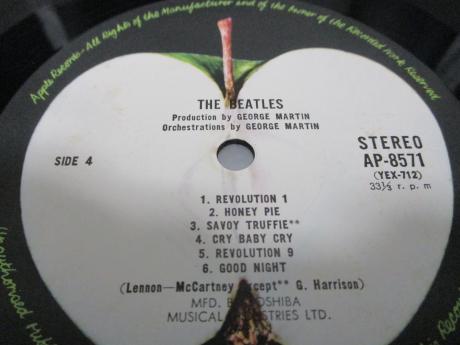 Apple Records-All Rights of the Manufacturer and of the Owner of the Recorded Work Reserved
THE BEATLES
Production by GEORGE MARTIN
Orchestrations by GEORGE MARTIN
SIDE 4
STEREO
AP-8571
(YEX-712)
33⅓ r. p. m
1. REVOLUTION 1
2. HONEY PIE
3. SAVOY TRUFFIE**
4. CRY BABY CRY
5. REVOLUTION 9
6. GOOD NIGHT
(Lennon—McCartney except** G. Harrison)
MFD. BY TOSHIBA
MUSICAL INDUSTRIES LTD.
Unauthorised